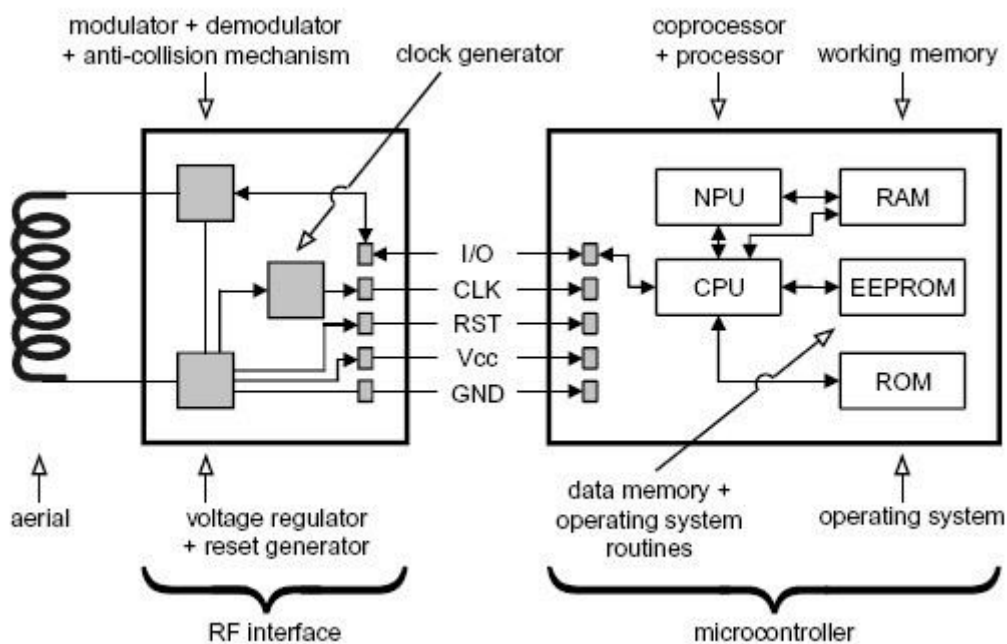 modulator + demodulator
+ anti-collision mechanism
clock generator
coprocessor
+ processor
working memory
NPU
RAM
I/O
CLK
RST
Vcc
GND
CPU
EEPROM
ROM
aerial
voltage regulator
+ reset generator
data memory +
operating system
routines
operating system
RF interface
microcontroller